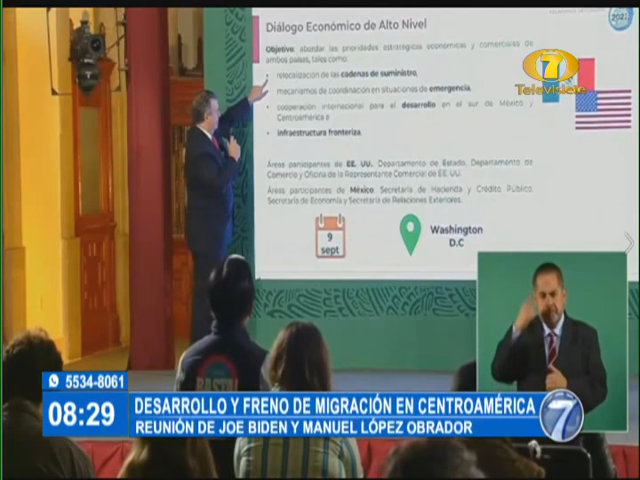 2021
Diálogo Económico de Alto Nivel
Objetivo: abordar las prioridades estratégicas económicas y comerciales de
ambos países, tales como:
• relocalización de las cadenas de suministro,
• mecanismos de coordinación en situaciones de emergencia,
• cooperación internacional para el desarrollo en el sur de México y
Centroamérica e
• infraestructura fronteriza.
Áreas participantes de EE. UU.: Departamento de Estado, Departamento de
Comercio y Oficina de la Representante Comercial de EE.UU.
Áreas participantes de México: Secretaría de Hacienda y Crédito Público,
Secretaría de Economía y Secretaría de Relaciones Exteriores.
9
sept
Washington
D.C
7
Televisiete
5534-8061
08:29
DESARROLLO Y FRENO DE MIGRACIÓN EN CENTROAMÉRICA
REUNIÓN DE JOE BIDEN Y MANUEL LÓPEZ OBRADOR
7